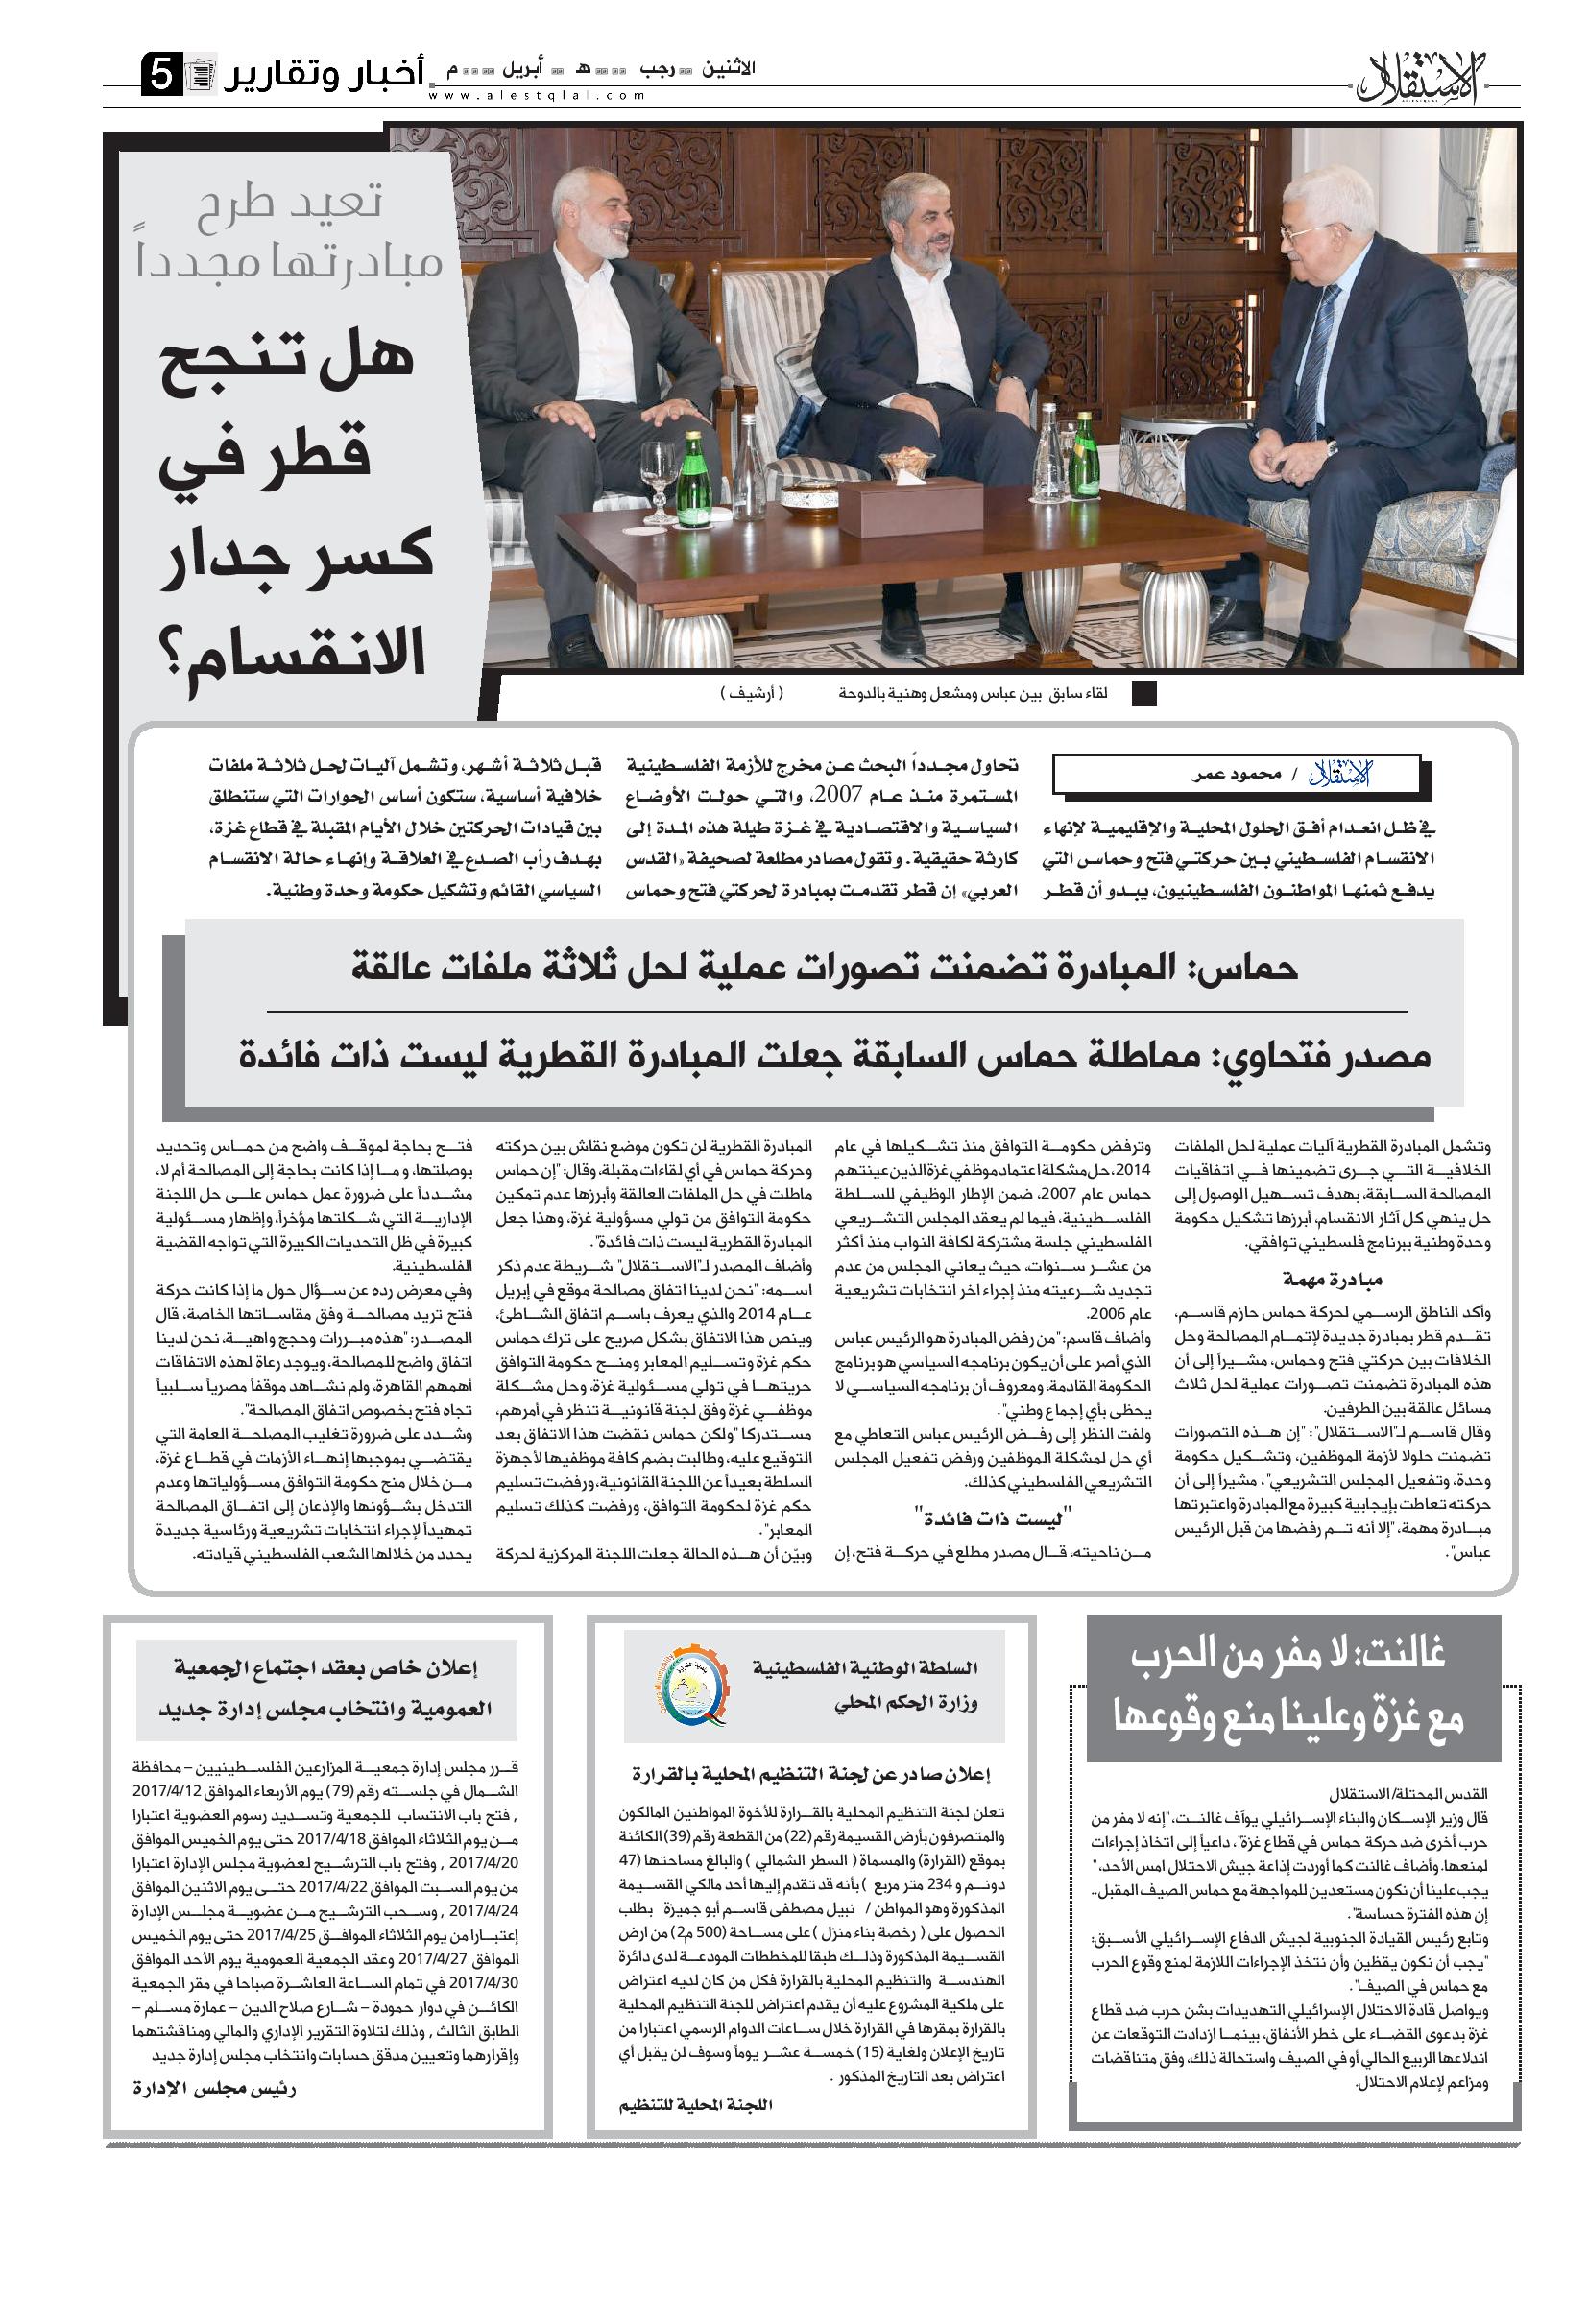 الاستقلال
الاثنين رجب ه أبريل م
www.alestqlal.com
أخبار وتقارير
5
تعيد طرح
مبادرتها مجدداً
هل تنجح
قطر في
كسر جدار
الانقسام؟
لقاء سابق بين عباس ومشعل وهنية بالدوحة ( أرشيف )
الاستقلال / محمود عمر
في ظل انعدام أفق الحلول المحلية والإقليمية لإنهاء
الانقسام الفلسطيني بين حركتي فتح وحماس التي
يدفع ثمنها المواطنون الفلسطينيون، يبدو أن قطر
تحاول مجدداً البحث عن مخرج للأزمة الفلسطينية
المستمرة منذ عام 2007، والتي حولت الأوضاع
السياسية والاقتصادية في غزة طيلة هذه المدة إلى
كارثة حقيقية. وتقول مصادر مطلعة لصحيفة «القدس
العربي» إن قطر تقدمت بمبادرة لحركتي فتح وحماس
قبل ثلاثة أشهر، وتشمل آليات لحل ثلاثة ملفات
خلافية أساسية، ستكون أساس الحوارات التي ستنطلق
بين قيادات الحركتين خلال الأيام المقبلة في قطاع غزة،
بهدف رأب الصدع في العلاقة وإنهاء حالة الانقسام
السياسي القائم وتشكيل حكومة وحدة وطنية.
حماس: المبادرة تضمنت تصورات عملية لحل ثلاثة ملفات عالقة
مصدر فتحاوي: مماطلة حماس السابقة جعلت المبادرة القطرية ليست ذات فائدة
وتشمل المبادرة القطرية آليات عملية لحل الملفات
الخلافية التي جرى تضمينها في اتفاقيات
المصالحة السابقة، بهدف تسهيل الوصول إلى
حل ينهي كل آثار الانقسام، أبرزها تشكيل حكومة
وحدة وطنية ببرنامج فلسطيني توافقي.
مبادرة مهمة
وأكد الناطق الرسمي لحركة حماس حازم قاسم،
تقدم قطر بمبادرة جديدة لإتمام المصالحة وحل
الخلافات بين حركتي فتح وحماس، مشيراً إلى أن
هذه المبادرة تضمنت تصورات عملية لحل ثلاث
مسائل عالقة بين الطرفين.
وقال قاسم لـ"الاستقلال": "إن هذه التصورات
تضمنت حلولا لأزمة الموظفين، وتشكيل حكومة
وحدة، وتفعيل المجلس التشريعي"، مشيراً إلى أن
حركته تعاطت بإيجابية كبيرة مع المبادرة واعتبرتها
مبادرة مهمة، "إلا أنه تم رفضها من قبل الرئيس
عباس".
وترفض حكومة التوافق منذ تشكيلها في عام
2014، حل مشكلة اعتماد موظفي غزة الذين عينتهم
حماس عام 2007، ضمن الإطار الوظيفي للسلطة
الفلسطينية، فيما لم يعقد المجلس التشريعي
الفلسطيني جلسة مشتركة لكافة النواب منذ أكثر
من عشر سنوات، حيث يعاني المجلس من عدم
تجديد شرعيته منذ إجراء اخر انتخابات تشريعية
عام 2006.
وأضاف قاسم: "من رفض المبادرة هو الرئيس عباس
الذي أصر على أن يكون برنامجه السياسي هو برنامج
الحكومة القادمة، ومعروف أن برنامجه السياسي لا
يحظى بأي إجماع وطني".
ولفت النظر إلى رفض الرئيس عباس التعاطي مع
أي حل لمشكلة الموظفين ورفض تفعيل المجلس
التشريعي الفلسطيني كذلك.
"ليست ذات فائدة"
من ناحيته، قال مصدر مطلع في حركة فتح، إن
المبادرة القطرية لن تكون موضع نقاش بين حركته
وحركة حماس في أي لقاءات مقبلة، وقال: "إن حماس
ماطلت في حل الملفات العالقة وأبرزها عدم تمكين
حكومة التوافق من تولي مسؤولية غزة، وهذا جعل
المبادرة القطرية ليست ذات فائدة".
وأضاف المصدر لـ"الاستقلال" شريطة عدم ذكر
اسمه: "نحن لدينا اتفاق مصالحة موقع في إبريل
عام 2014 والذي يعرف باسم اتفاق الشاطئ،
وينص هذا الاتفاق بشكل صريح على ترك حماس
حكم غزة وتسليم المعابر ومنح حكومة التوافق
حريتها في تولي مسئولية غزة، وحل مشكلة
موظفي غزة وفق لجنة قانونية تنظر في أمرهم،
مستدركا "ولكن حماس نقضت هذا الاتفاق بعد
التوقيع عليه، وطالبت بضم كافة موظفيها لأجهزة
السلطة بعيداً عن اللجنة القانونية، ورفضت تسليم
حكم غزة لحكومة التوافق، ورفضت كذلك تسليم
المعابر".
وبيّن أن هذه الحالة جعلت اللجنة المركزية لحركة
فتح بحاجة لموقف واضح من حماس وتحديد
بوصلتها، و ما إذا كانت بحاجة إلى المصالحة أم لا،
مشدداً على ضرورة عمل حماس على حل اللجنة
الإدارية التي شكلتها مؤخراً، وإظهار مسئولية
كبيرة في ظل التحديات الكبيرة التي تواجه القضية
الفلسطينية.
وفي معرض رده عن سؤال حول ما إذا كانت حركة
فتح تريد مصالحة وفق مقاساتها الخاصة، قال
المصدر: "هذه مبررات وحجج واهية، نحن لدينا
اتفاق واضح للمصالحة، ويوجد رعاة لهذه الاتفاقات
أهمهم القاهرة، ولم نشاهد موقفاً مصرياً سلبياً
تجاه فتح بخصوص اتفاق المصالحة".
وشدد على ضرورة تغليب المصلحة العامة التي
يقتضي بموجبها إنهاء الأزمات في قطاع غزة،
من خلال منح حكومة التوافق مسؤولياتها وعدم
التدخل بشؤونها والإذعان إلى اتفاق المصالحة
تمهيداً لإجراء انتخابات تشريعية ورئاسية جديدة
يحدد من خلالها الشعب الفلسطيني قيادته.
غالنت: لا مفر من الحرب
مع غزة وعلينا منع وقوعها
القدس المحتلة/ الاستقلال
قال وزير الإسكان والبناء الإسرائيلي يوآف غالنت، "إنه لا مفر من
حرب أخرى ضد حركة حماس في قطاع غزة"، داعياً إلى اتخاذ إجراءات
لمنعها. وأضاف غالنت كما أوردت إذاعة جيش الاحتلال امس الأحد، "
يجب علينا أن نكون مستعدين للمواجهة مع حماس الصيف المقبل..
إن هذه الفترة حساسة".
وتابع رئيس القيادة الجنوبية لجيش الدفاع الإسرائيلي الأسبق:
"يجب أن نكون يقظين وأن نتخذ الإجراءات اللازمة لمنع وقوع الحرب
مع حماس في الصيف".
ويواصل قادة الاحتلال الإسرائيلي التهديدات بشن حرب ضد قطاع
غزة بدعوى القضاء على خطر الأنفاق، بينما ازدادت التوقعات عن
اندلاعها الربيع الحالي أو في الصيف واستحالة ذلك، وفق متناقضات
ومزاعم لإعلام الاحتلال.
السلطة الوطنية الفلسطينية
وزارة الحكم المحلي
إعلان صادر عن لجنة التنظيم المحلية بالقرارة
تعلن لجنة التنظيم المحلية بالقرارة للأخوة المواطنين المالكون
والمتصرفون بأرض القسيمة رقم (22) من القطعة رقم (39) الكائنة
بموقع (القرارة) والمسماة ( السطر الشمالي ) والبالغ مساحتها (47
دونم و 234 متر مربع ) بأنه قد تقدم إليها أحد مالكي القسيمة
المذكورة وهو المواطن / نبيل مصطفى قاسم أبو جميزة بطلب
الحصول على ( رخصة بناء منزل ) على مساحة (500 م2) من ارض
القسيمة المذكورة وذلك طبقا للمخططات المودعة لدى دائرة
الهندسة والتنظيم المحلية بالقرارة فكل من كان لديه اعتراض
على ملكية المشروع عليه أن يقدم اعتراض للجنة التنظيم المحلية
بالقرارة بمقرها في القرارة خلال ساعات الدوام الرسمي اعتبارا من
تاريخ الإعلان ولغاية (15) خمسة عشر يوماً وسوف لن يقبل أي
اعتراض بعد التاريخ المذكور .
اللجنة المحلية للتنظيم
إعلان خاص بعقد اجتماع الجمعية
العمومية وانتخاب مجلس إدارة جديد
قرر مجلس إدارة جمعية المزارعين الفلسطينيين – محافظة
الشمال في جلسته رقم (79) يوم الأربعاء الموافق 2017/4/12
, فتح باب الانتساب للجمعية وتسديد رسوم العضوية اعتبارا
من يوم الثلاثاء الموافق 2017/4/18 حتى يوم الخميس الموافق
2017/4/20 , وفتح باب الترشيح لعضوية مجلس الإدارة اعتبارا
من يوم السبت الموافق 2017/4/22 حتى يوم الاثنين الموافق
2017/4/24 , وسحب الترشيح من عضوية مجلس الإدارة
إعتبارا من يوم الثلاثاء الموافق 2017/4/25 حتى يوم الخميس
الموافق 2017/4/27 وعقد الجمعية العمومية يوم الأحد الموافق
2017/4/30 في تمام الساعة العاشرة صباحا في مقر الجمعية
الكائن في دوار حمودة – شارع صلاح الدين – عمارة مسلم –
الطابق الثالث , وذلك لتلاوة التقرير الإداري والمالي ومناقشتهما
وإقرارهما وتعيين مدقق حسابات وانتخاب مجلس إدارة جديد
رئيس مجلس الإدارة